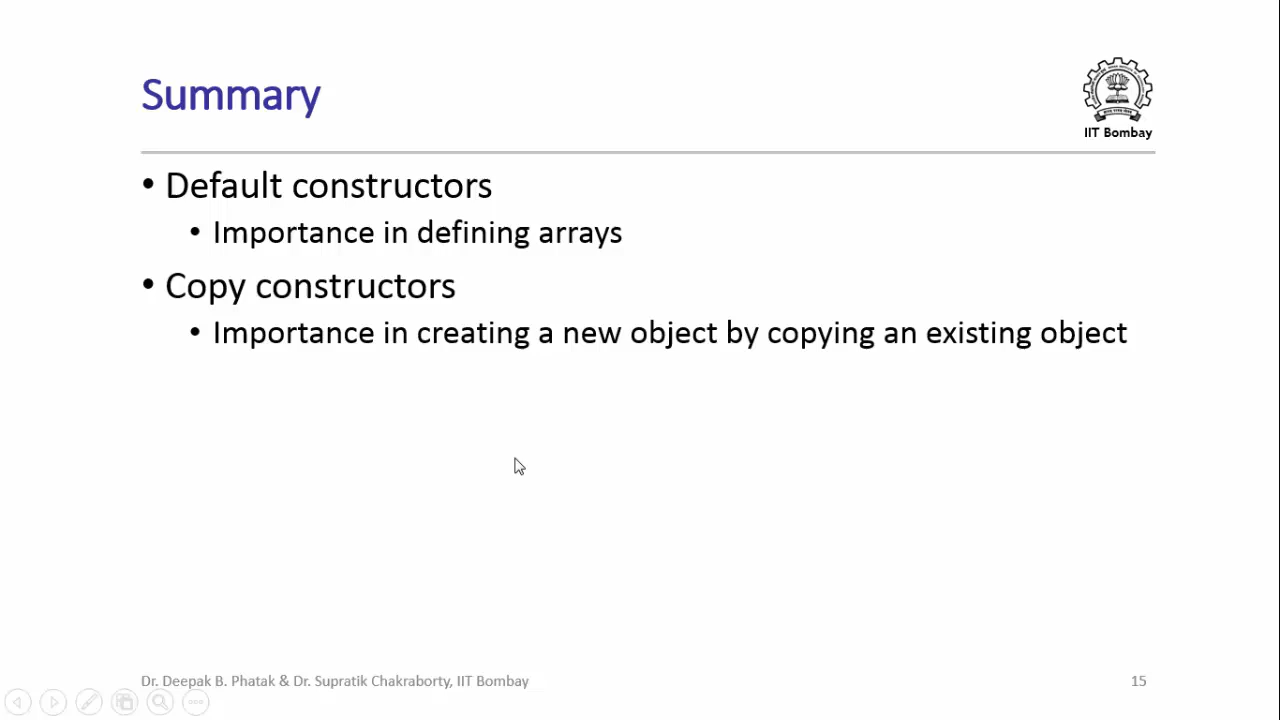 Summary
IIT Bombay
• Default constructors
• Importance in defining arrays
• Copy constructors
• Importance in creating a new object by copying an existing object
Dr. Deepak B. Phatak & Dr. Supratik Chakraborty, IIT Bombay
15